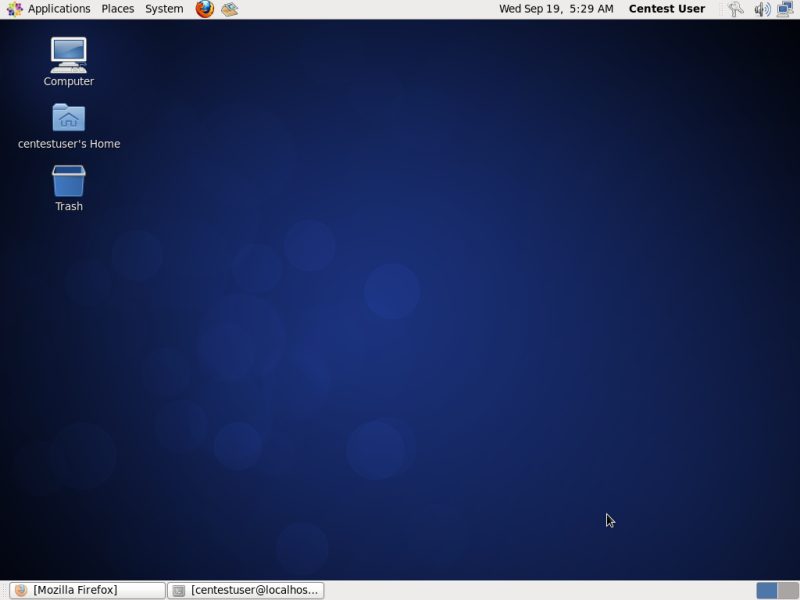 Applications Places System Wed Sep 19, 5:29 AM Centest User
Computer
centestuser's Home
Trash
[Mozilla Firefox] [centestuser@localhos...